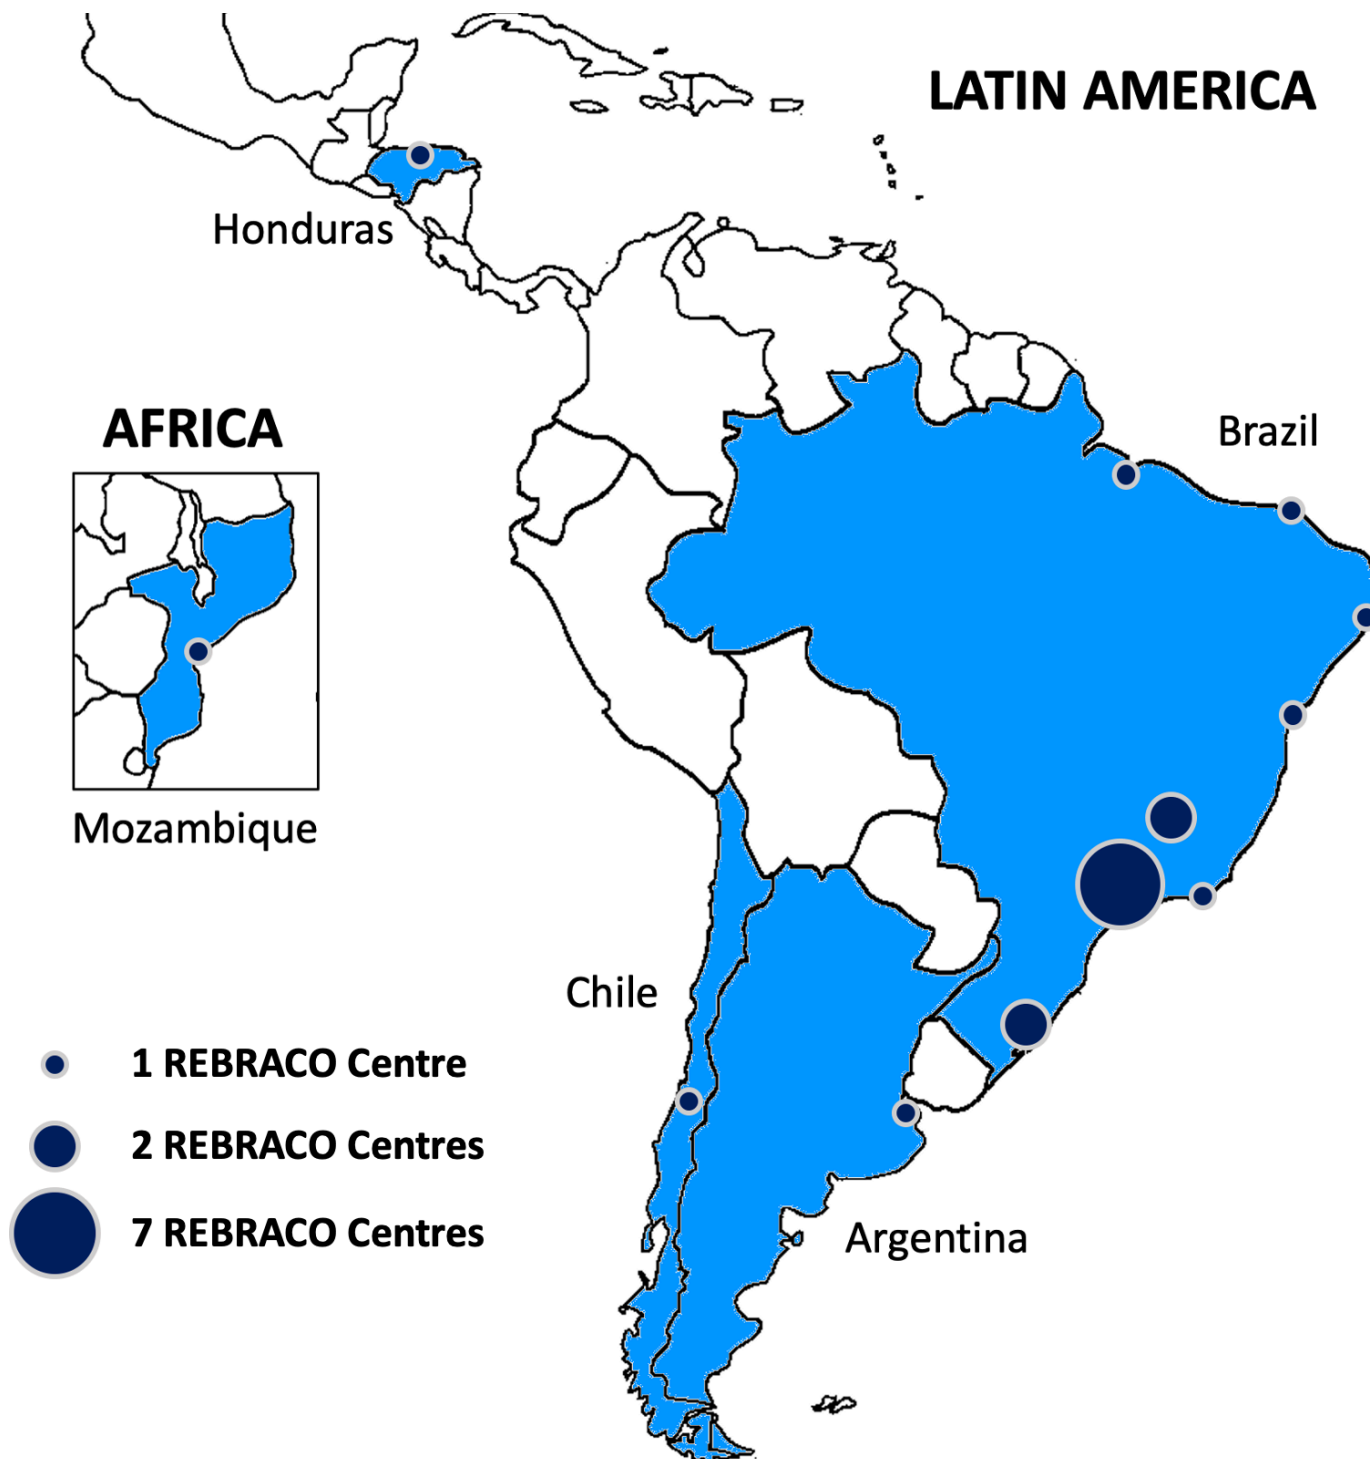 LATIN AMERICA
Honduras
Brazil
AFRICA
Mozambique
Chile
1 REBRACO Centre
2 REBRACO Centres
7 REBRACO Centres
Argentina